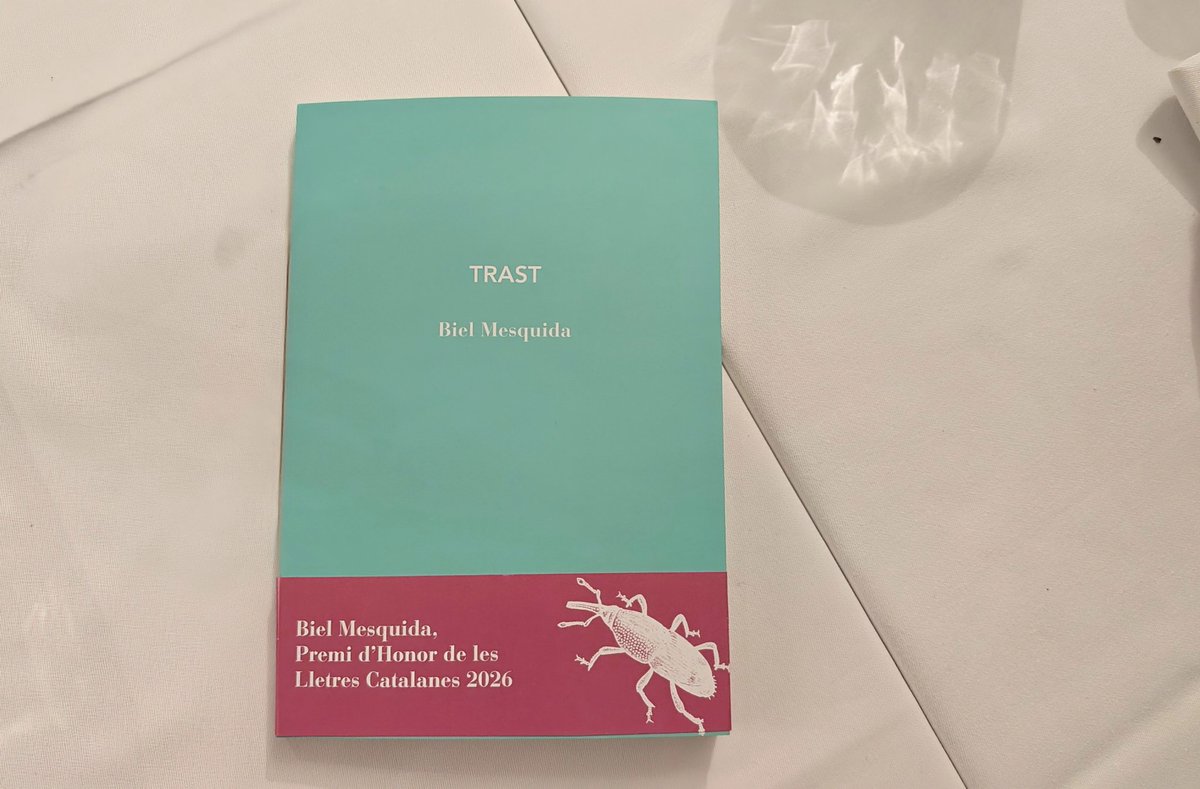 TRAST
Biel Mesquida
Biel Mesquida,
Premi d'Honor de les
Lletres Catalanes 2026